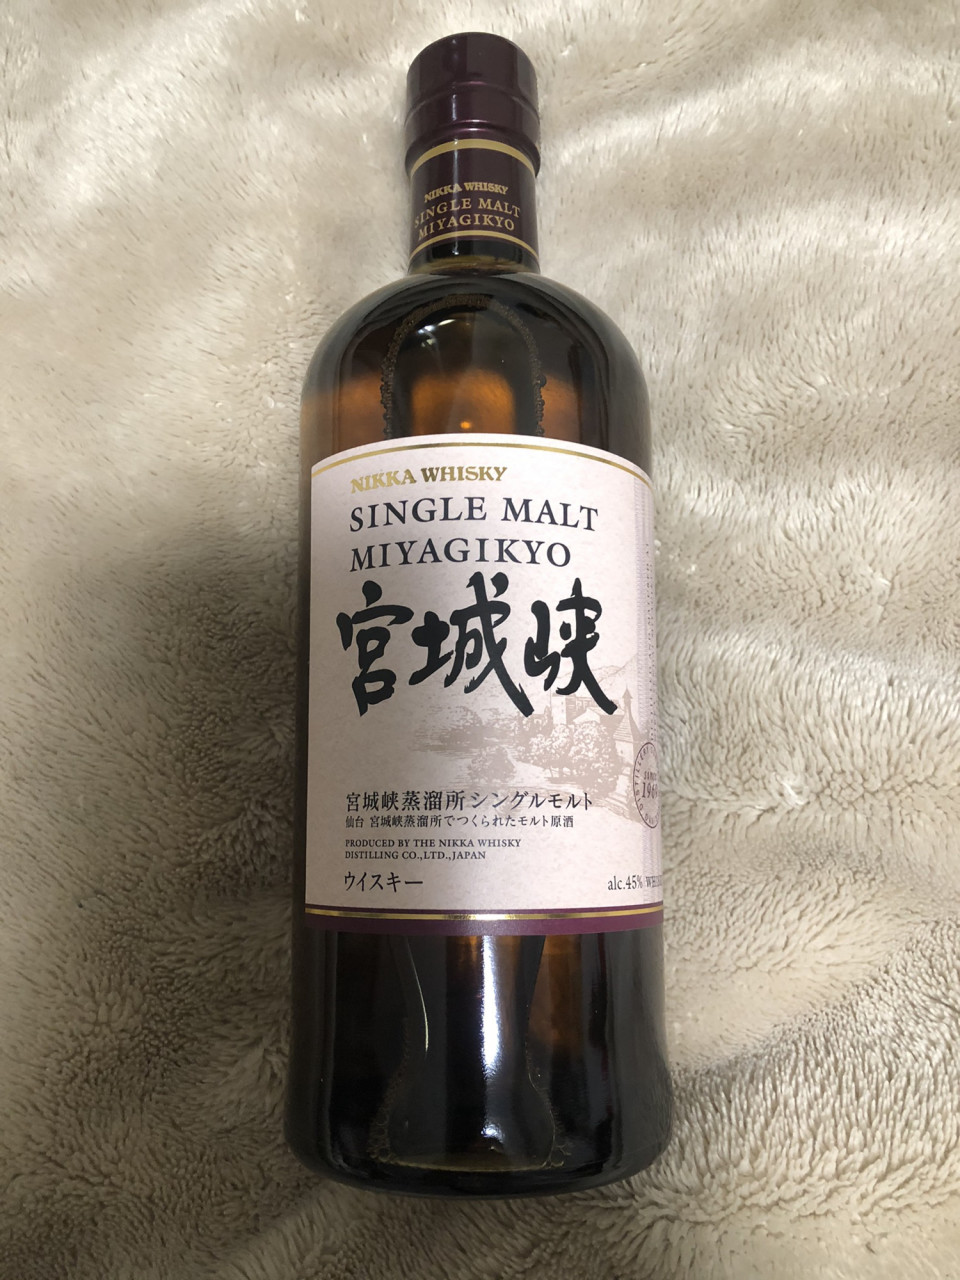 NIKKA WHISKY
SINGLE MALT
MIYAGIKYO
NIKKA WHISKY
SINGLE MALT
MIYAGIKYO
宮城峡
宮城峡蒸溜所シングルモルト
仙台 宮城峡蒸溜所でつくられたモルト原酒
PRODUCED BY THE NIKKA WHISKY
DISTILLING CO.,LTD.,JAPAN
ウイスキー
alc.45%